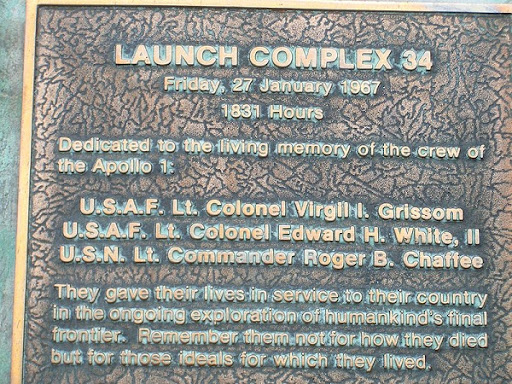 LAUNCH COMPLEX 34
Friday, 27 January 1967
1831 Hours
Dedicated to the living memory of the crew of
the Apollo 1:
U.S.A.F. Lt. Colonel Virgil I. Grissom
U.S.A.F. Lt. Colonel Edward H. White, II
U.S.N. Lt. Commander Roger B. Chaffee
They gave their lives in service to their country
in the ongoing exploration of humankind's final
frontier. Remember them not for how they died
but for those ideals for which they lived.